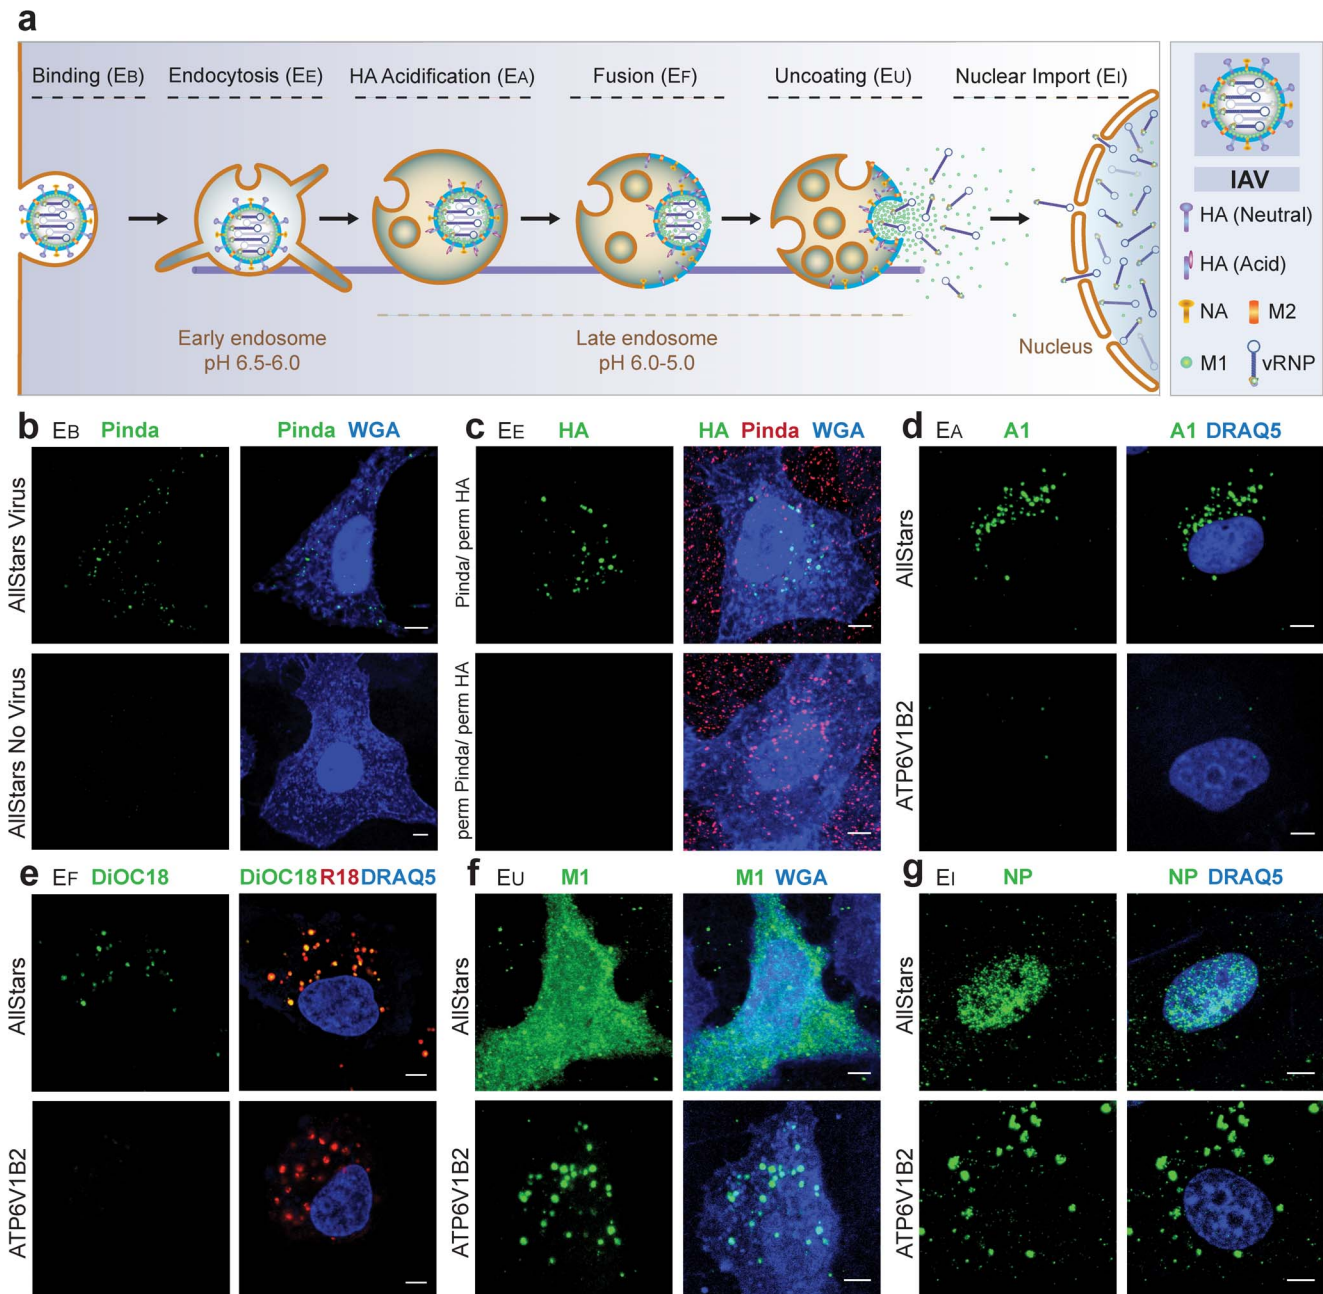 a
Binding (EB)
Endocytosis (EE)
HA Acidification (EA)
Fusion (EF)
Uncoating (EU)
Nuclear Import (EI)
Early endosome
pH 6.5-6.0
Late endosome
pH 6.0-5.0
Nucleus
IAV
HA (Neutral)
HA (Acid)
NA
M2
M1
vRNP
b EB Pinda
Pinda WGA
AllStars Virus
AllStars No Virus
c EE HA
HA Pinda WGA
Pinda/ perm HA
perm Pinda/ perm HA
d EA A1
A1 DRAQ5
AllStars
ATP6V1B2
e EF DiOC18
DiOC18 R18 DRAQ5
AllStars
ATP6V1B2
f EU M1
M1 WGA
AllStars
ATP6V1B2
g EI NP
NP DRAQ5
AllStars
ATP6V1B2